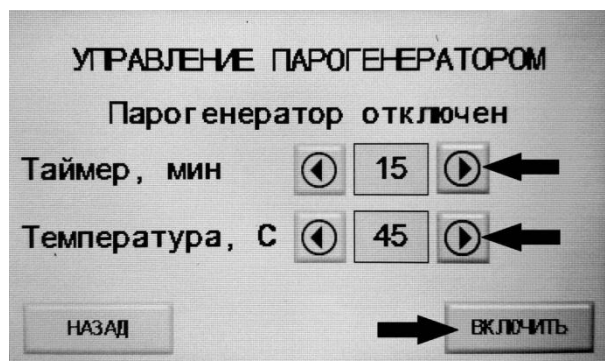 УПРАВЛЕНИЕ ПАРОГЕНЕРАТОРОМ
Парогенератор отключен
Таймер, мин 15
Температура, С 45
НАЗАД ВКЛЮЧИТЬ